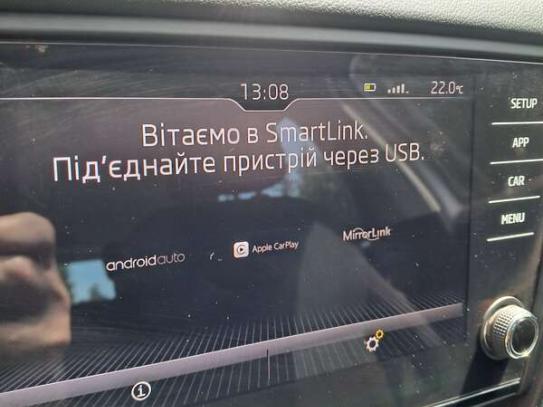 13:08 22.0°C
Вітаємо в SmartLink.
Під'єднайте пристрій через USB.
androidauto Apple CarPlay MirrorLink
SETUP
APP
CAR
MENU